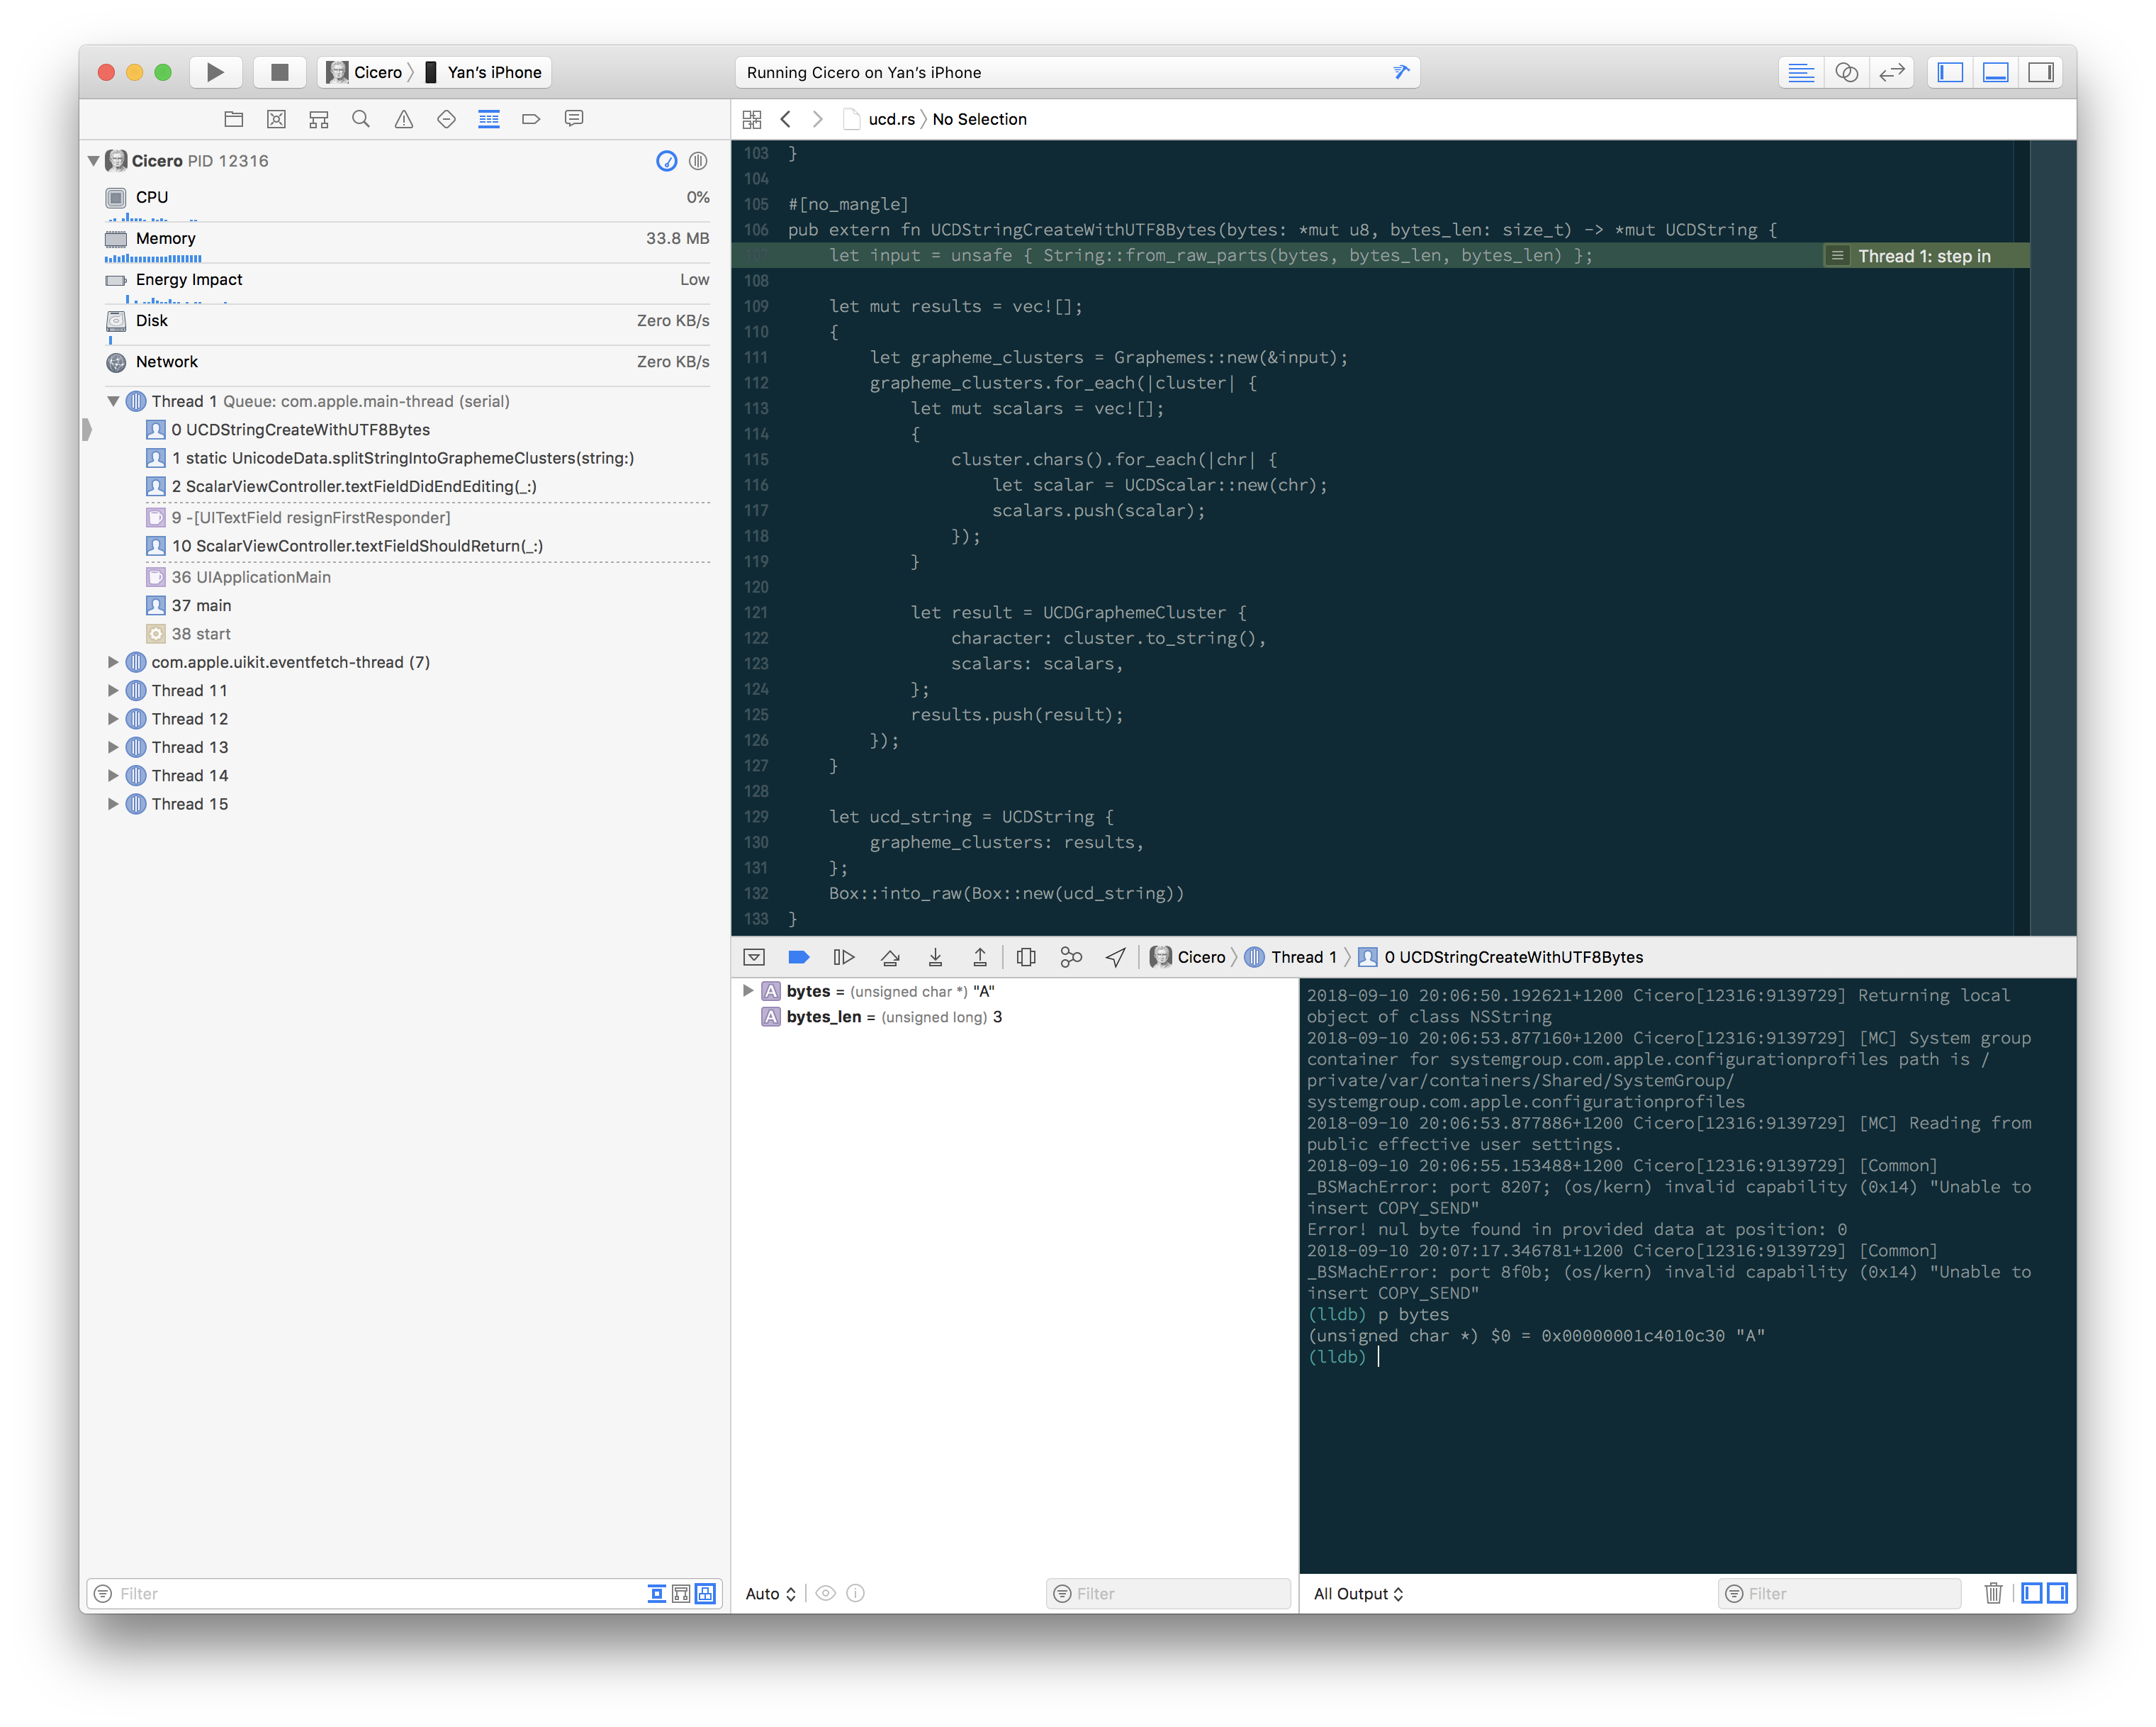 Cicero 〉 Yan’s iPhone
Running Cicero on Yan’s iPhone
ucd.rs 〉 No Selection
Cicero PID 12316
CPU 0%
Memory 33.8 MB
Energy Impact Low
Disk Zero KB/s
Network Zero KB/s
Thread 1 Queue: com.apple.main-thread (serial)
0 UCDStringCreateWithUTF8Bytes
1 static UnicodeData.splitStringIntoGraphemeClusters(string:)
2 ScalarViewController.textFieldDidEndEditing(_:)
9 -[UITextField resignFirstResponder]
10 ScalarViewController.textFieldShouldReturn(_:)
36 UIApplicationMain
37 main
38 start
com.apple.uikit.eventfetch-thread (7)
Thread 11
Thread 12
Thread 13
Thread 14
Thread 15
Filter
103 }
104
105 #[no_mangle]
106 pub extern fn UCDStringCreateWithUTF8Bytes(bytes: *mut u8, bytes_len: size_t) -> *mut UCDString {
107 let input = unsafe { String::from_raw_parts(bytes, bytes_len, bytes_len) }; Thread 1: step in
108
109 let mut results = vec![];
110 {
111 let grapheme_clusters = Graphemes::new(&input);
112 grapheme_clusters.for_each(|cluster| {
113 let mut scalars = vec![];
114 {
115 cluster.chars().for_each(|chr| {
116 let scalar = UCDScalar::new(chr);
117 scalars.push(scalar);
118 });
119 }
120
121 let result = UCDGraphemeCluster {
122 character: cluster.to_string(),
123 scalars: scalars,
124 };
125 results.push(result);
126 });
127 }
128
129 let ucd_string = UCDString {
130 grapheme_clusters: results,
131 };
132 Box::into_raw(Box::new(ucd_string))
133 }
Cicero 〉 Thread 1 〉 0 UCDStringCreateWithUTF8Bytes
A bytes = (unsigned char *) "A"
A bytes_len = (unsigned long) 3
Auto
Filter
2018-09-10 20:06:50.192621+1200 Cicero[12316:9139729] Returning local
object of class NSString
2018-09-10 20:06:53.877160+1200 Cicero[12316:9139729] [MC] System group
container for systemgroup.com.apple.configurationprofiles path is /
private/var/containers/Shared/SystemGroup/
systemgroup.com.apple.configurationprofiles
2018-09-10 20:06:53.877886+1200 Cicero[12316:9139729] [MC] Reading from
public effective user settings.
2018-09-10 20:06:55.153488+1200 Cicero[12316:9139729] [Common]
_BSMachError: port 8207; (os/kern) invalid capability (0x14) "Unable to
insert COPY_SEND"
Error! nul byte found in provided data at position: 0
2018-09-10 20:07:17.346781+1200 Cicero[12316:9139729] [Common]
_BSMachError: port 8f0b; (os/kern) invalid capability (0x14) "Unable to
insert COPY_SEND"
(lldb) p bytes
(unsigned char *) $0 = 0x00000001c4010c30 "A"
(lldb)
All Output
Filter